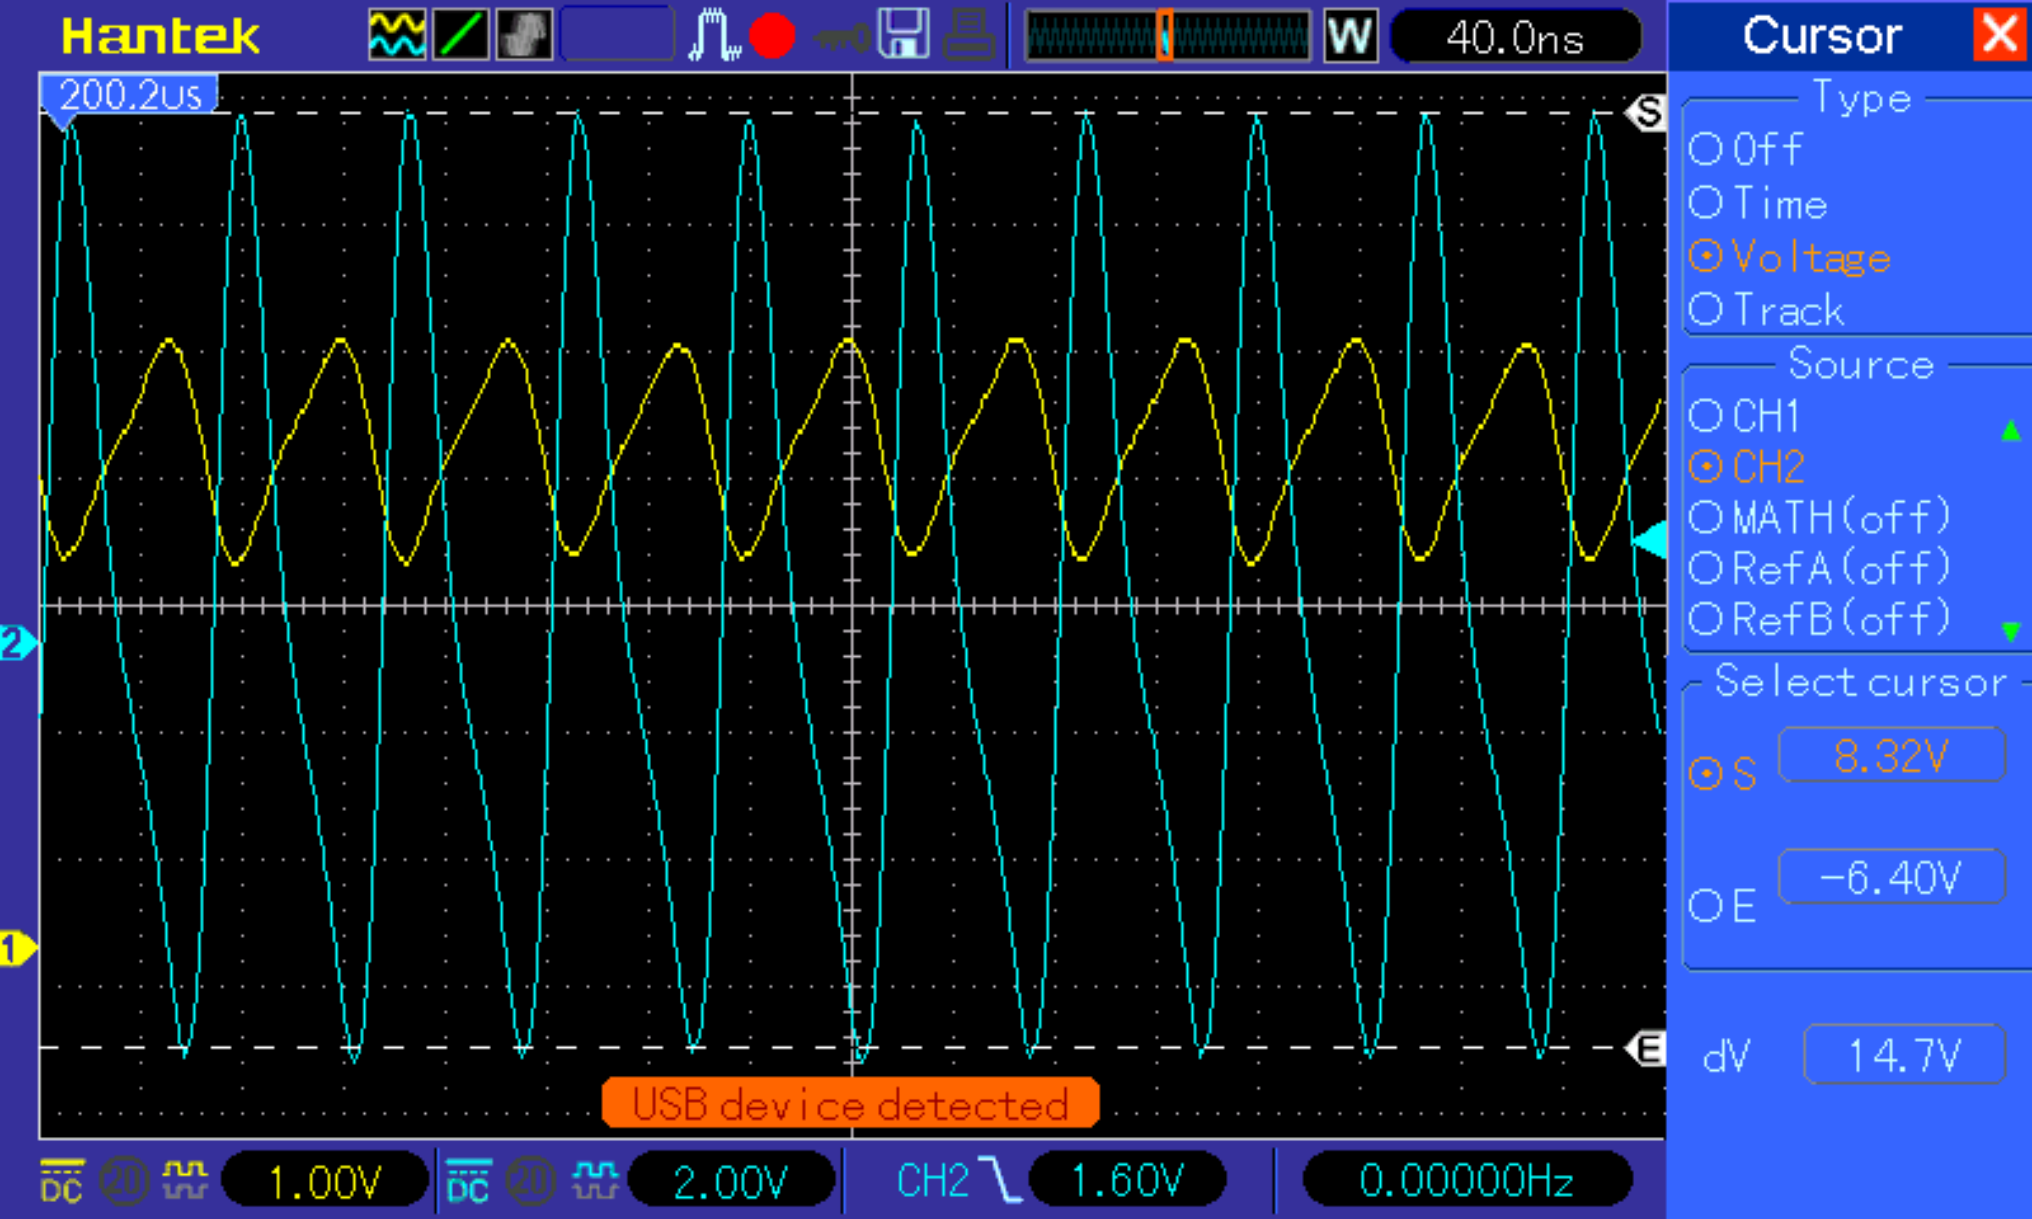 Hantek
W
40.0ns
Cursor
200.2us
S
Type
Off
Time
Voltage
Track
Source
CH1
CH2
MATH(off)
RefA(off)
RefB(off)
2
Select cursor
S 8.32V
E -6.40V
1
E
dV 14.7V
USB device detected
DC 20 1.00V DC 20 2.00V CH2 1.60V 0.00000Hz